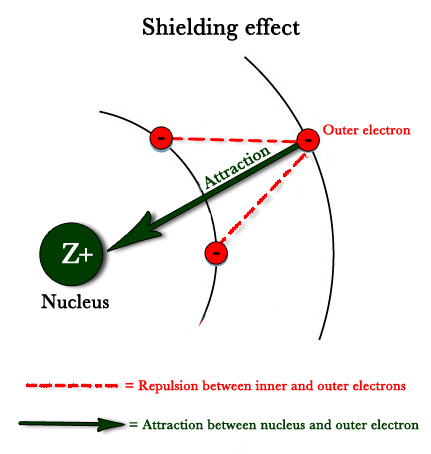 Shielding effect
-
-
Outer electron
Attraction
-
Z+
Nucleus
= Repulsion between inner and outer electrons
= Attraction between nucleus and outer electron